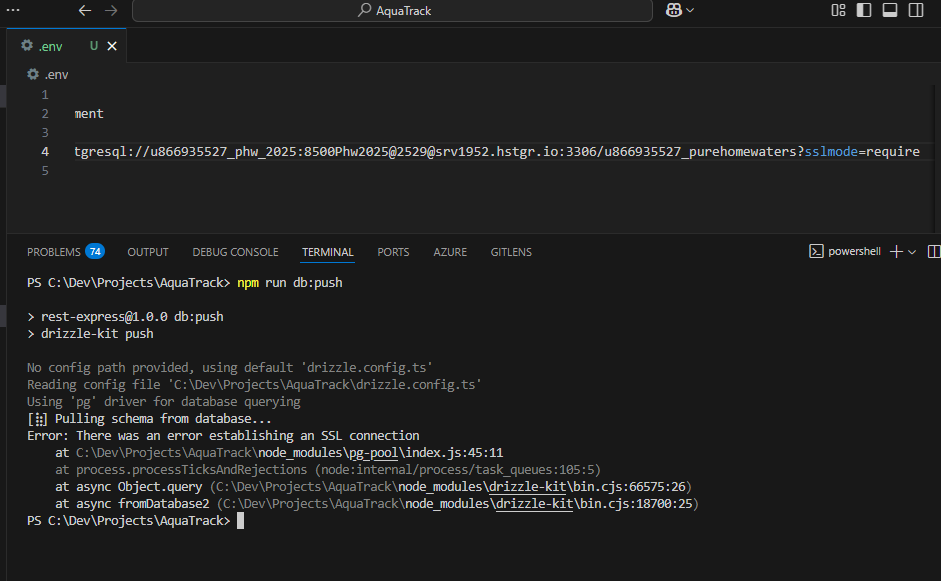 AquaTrack
.env U
.env
1
2 ment
3
4 tgresql://u866935527_phw_2025:8500Phw2025@2529@srv1952.hstgr.io:3306/u866935527_purehomewaters?sslmode=require
5
PROBLEMS 74 OUTPUT DEBUG CONSOLE TERMINAL PORTS AZURE GITLENS powershell
PS C:\Dev\Projects\AquaTrack> npm run db:push
> rest-express@1.0.0 db:push
> drizzle-kit push
No config path provided, using default 'drizzle.config.ts'
Reading config file 'C:\Dev\Projects\AquaTrack\drizzle.config.ts'
Using 'pg' driver for database querying
[⣷] Pulling schema from database...
Error: There was an error establishing an SSL connection
at C:\Dev\Projects\AquaTrack\node_modules\pg-pool\index.js:45:11
at process.processTicksAndRejections (node:internal/process/task_queues:105:5)
at async Object.query (C:\Dev\Projects\AquaTrack\node_modules\drizzle-kit\bin.cjs:66575:26)
at async fromDatabase2 (C:\Dev\Projects\AquaTrack\node_modules\drizzle-kit\bin.cjs:18700:25)
PS C:\Dev\Projects\AquaTrack>